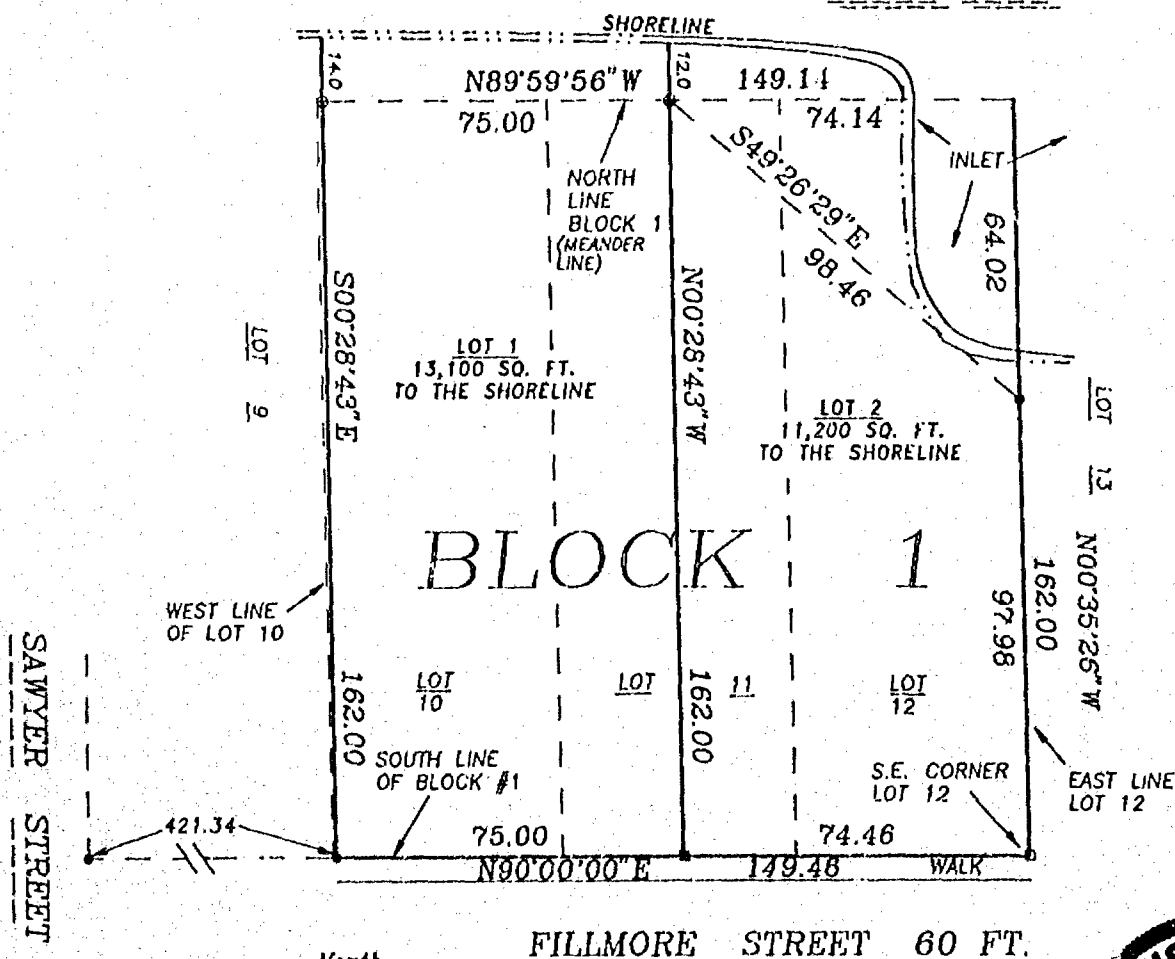 SHORELINE
14.0
N89°59'56"W
12.0
149.14
75.00
74.14
INLET
NORTH
LINE
BLOCK 1
(MEANDER
LINE)
S49°26'29"E
98.46
64.02
S00°28'43"E
N00°28'43"W
LOT 9
LOT 1
13,100 SQ. FT.
TO THE SHORELINE
LOT 2
11,200 SQ. FT.
TO THE SHORELINE
LOT 13
N00°35'26"W
162.00
97.98
BLOCK 1
WEST LINE
OF LOT 10
LOT
10
LOT 11
LOT
12
162.00
162.00
SOUTH LINE
OF BLOCK #1
S.E. CORNER
LOT 12
EAST LINE
LOT 12
SAWYER STREET
421.34
75.00
74.46
N90°00'00"E
149.46
WALK
FILLMORE STREET 60 FT.